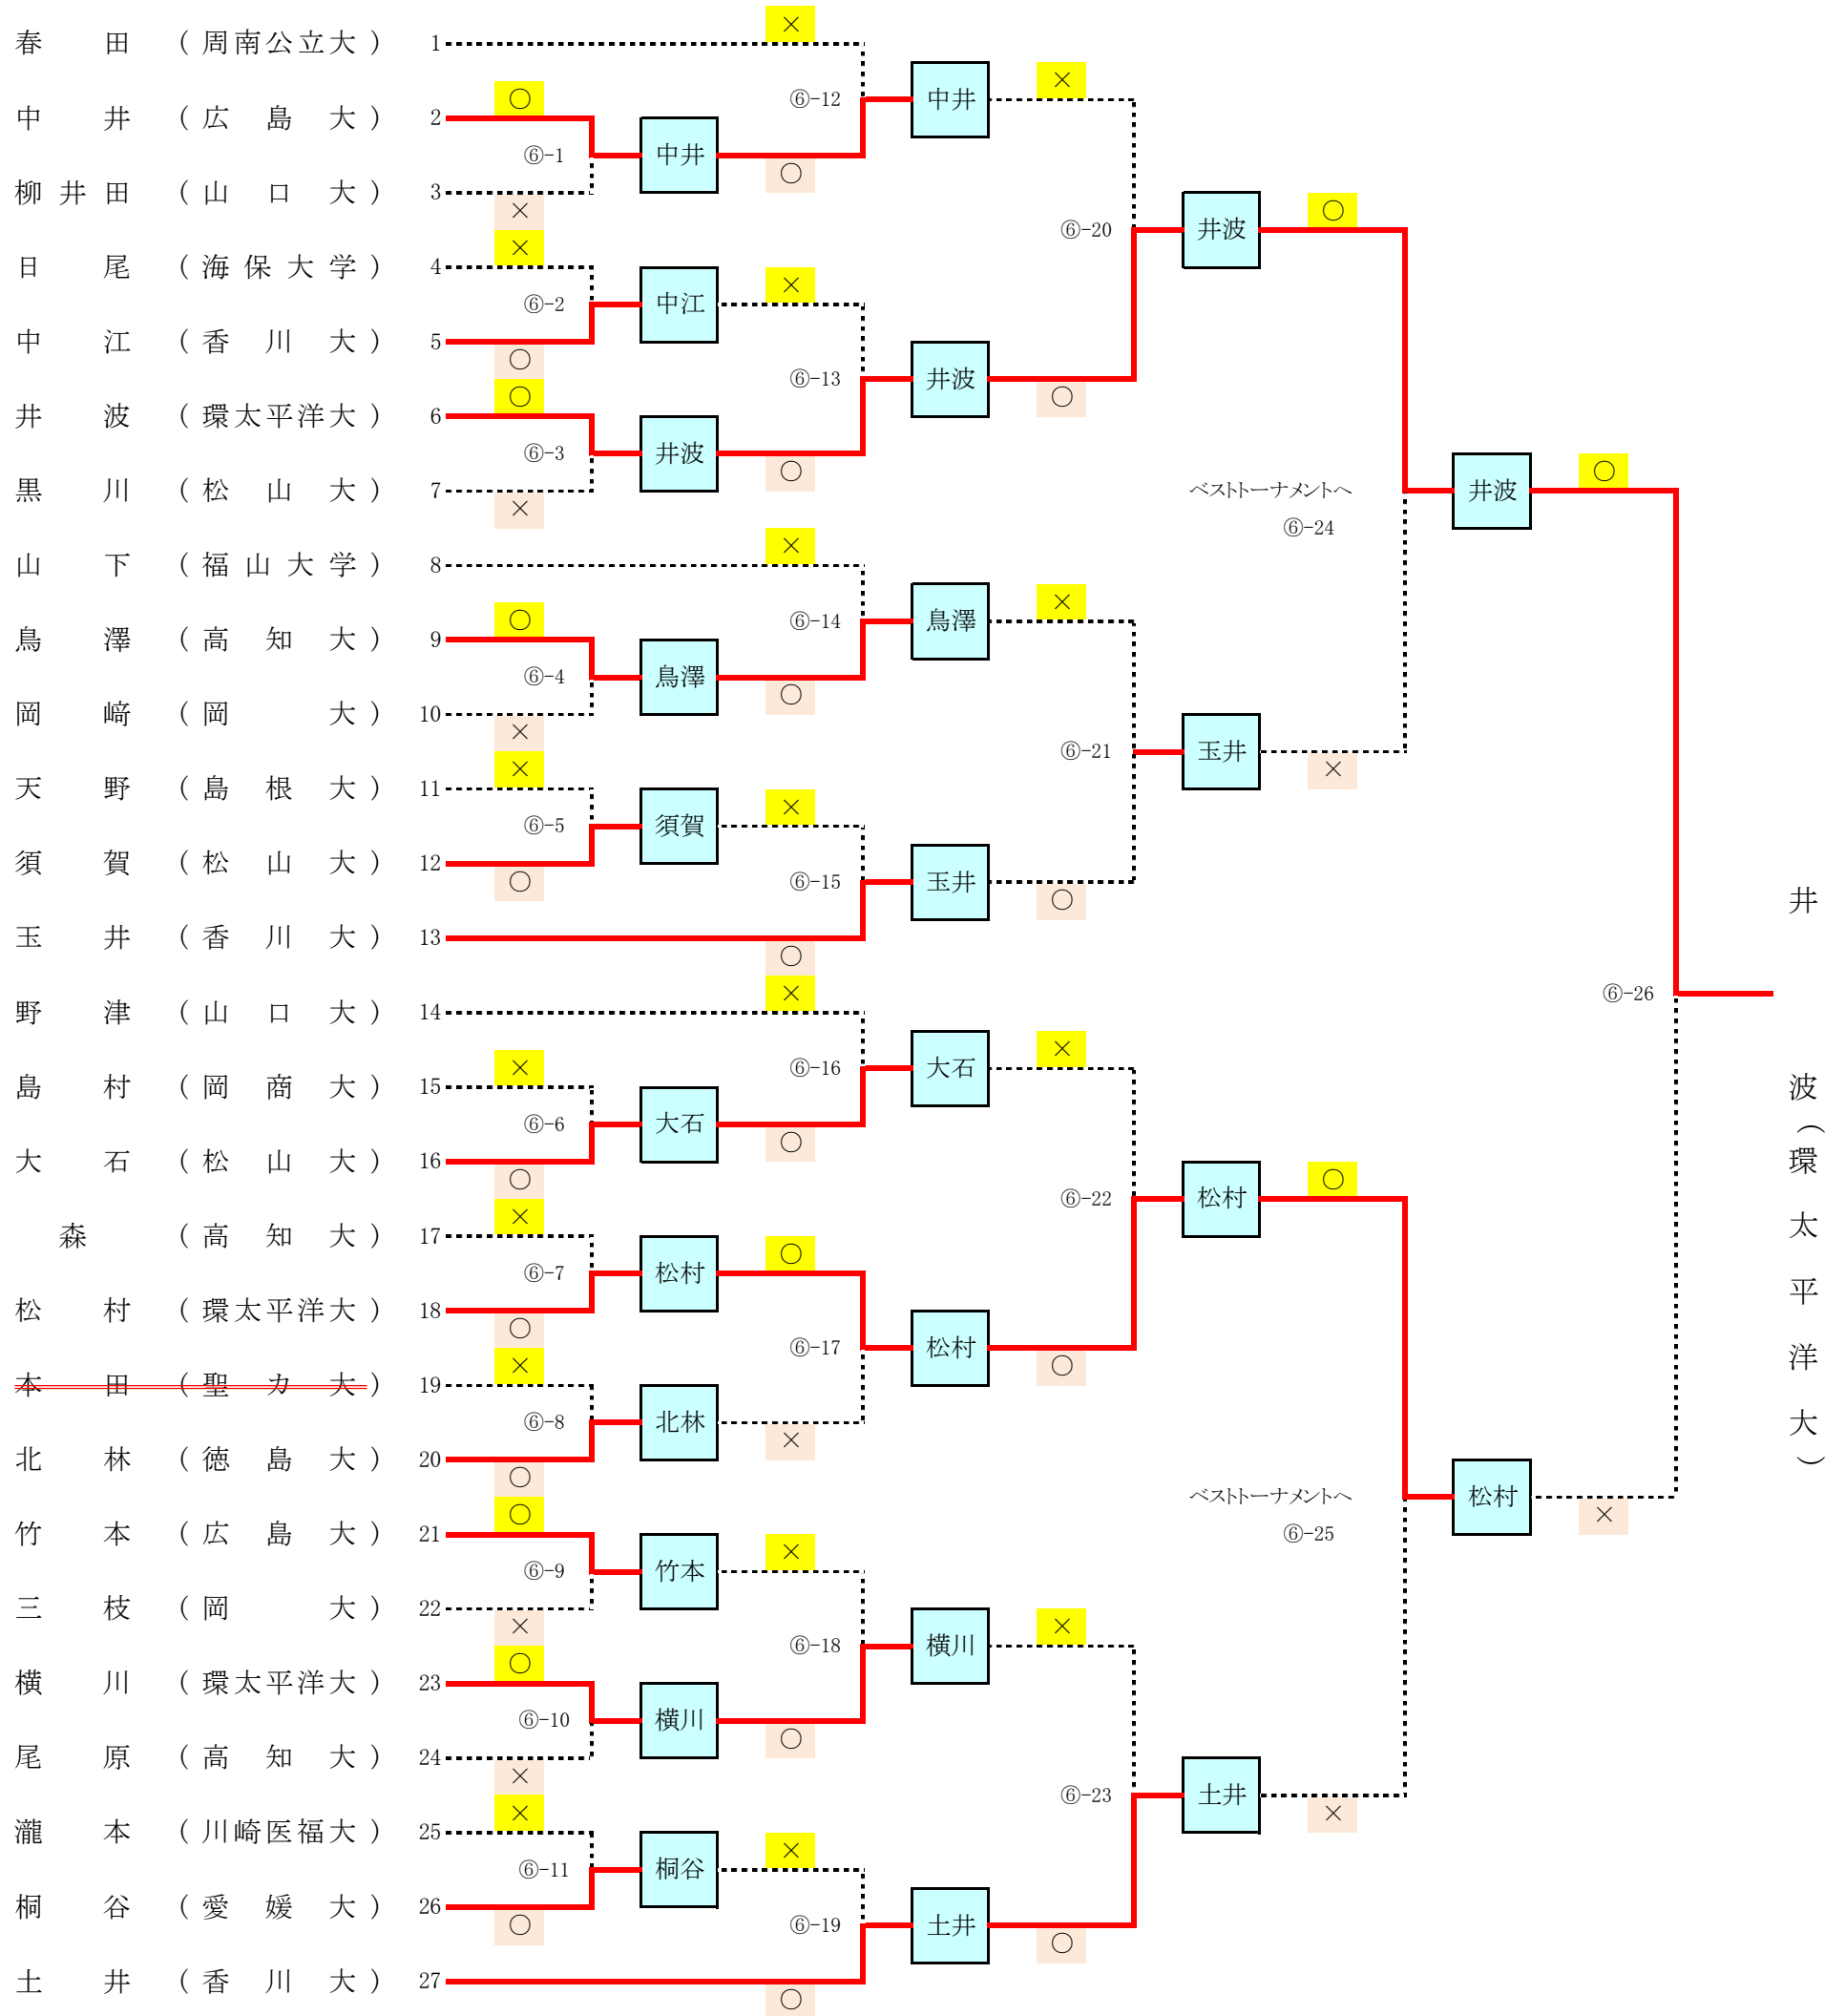 春田（周南公立大） 1 × 
中井（広島大） 2 〇 ⑥-1 中井 〇 ⑥-12 中井 ×
柳井田（山口大） 3 ×
日尾（海保大学） 4 × ⑥-2 中江 × ⑥-20 井波 〇
中江（香川大） 5 〇 ⑥-13 井波 〇
井波（環太平洋大） 6 〇 ⑥-3 井波 〇
黒川（松山大） 7 × ベストトーナメントへ ⑥-24 井波 〇
山下（福山大学） 8 ×
鳥澤（高知大） 9 〇 ⑥-4 鳥澤 〇 ⑥-14 鳥澤 ×
岡﨑（岡大） 10 × ⑥-21 玉井 ×
天野（島根大） 11 × ⑥-5 須賀 ×
須賀（松山大） 12 〇 ⑥-15 玉井 〇
玉井（香川大） 13 〇
野津（山口大） 14 × ⑥-26
島村（岡商大） 15 × ⑥-6 大石 〇 ⑥-16 大石 ×
大石（松山大） 16 〇
森（高知大） 17 × ⑥-7 松村 〇 ⑥-22 松村 〇
松村（環太平洋大） 18 〇 ⑥-17 松村 〇
本田（聖カ大） 19 × ⑥-8 北林 ×
北林（徳島大） 20 〇 ベストトーナメントへ ⑥-25 松村 ×
竹本（広島大） 21 〇 ⑥-9 竹本 ×
三枝（岡大） 22 × ⑥-18 横川 ×
横川（環太平洋大） 23 〇 ⑥-10 横川 〇
尾原（高知大） 24 × ⑥-23 土井 ×
瀧本（川崎医福大） 25 × ⑥-11 桐谷 ×
桐谷（愛媛大） 26 〇 ⑥-19 土井 〇
土井（香川大） 27 〇
井波（環太平洋大）